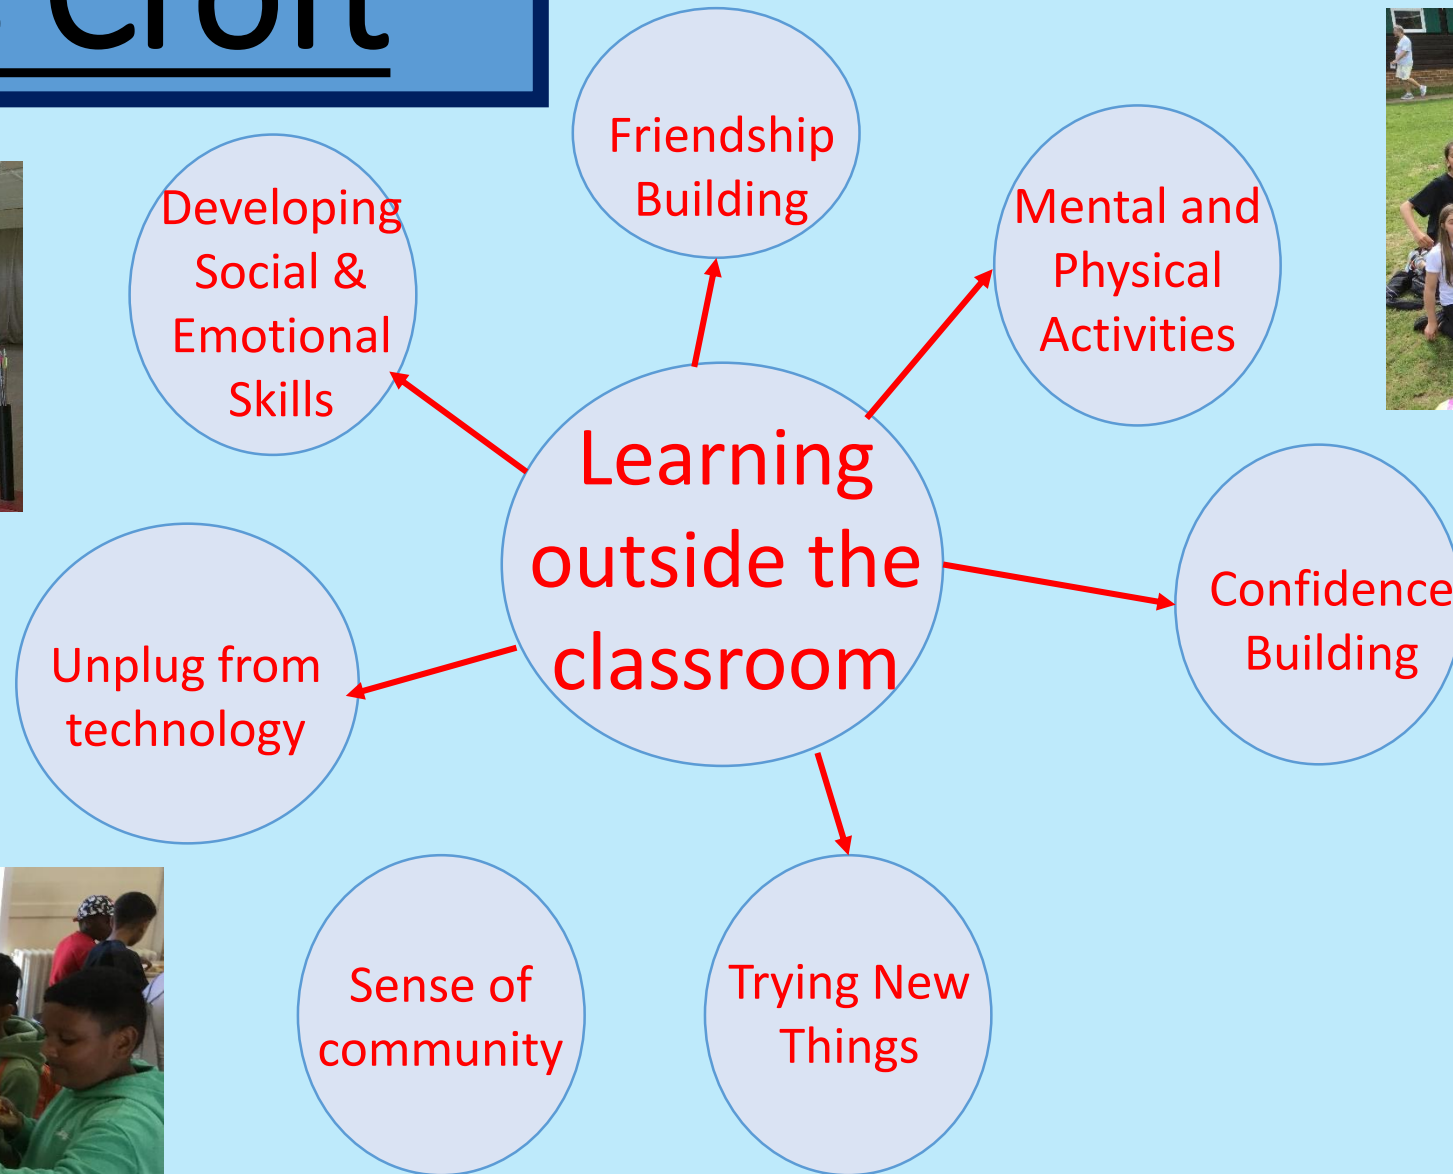 Croft
Friendship
Building
Developing
Social &
Emotional
Skills
Mental and
Physical
Activities
Learning
outside the
classroom
Confidence
Building
Unplug from
technology
Sense of
community
Trying New
Things